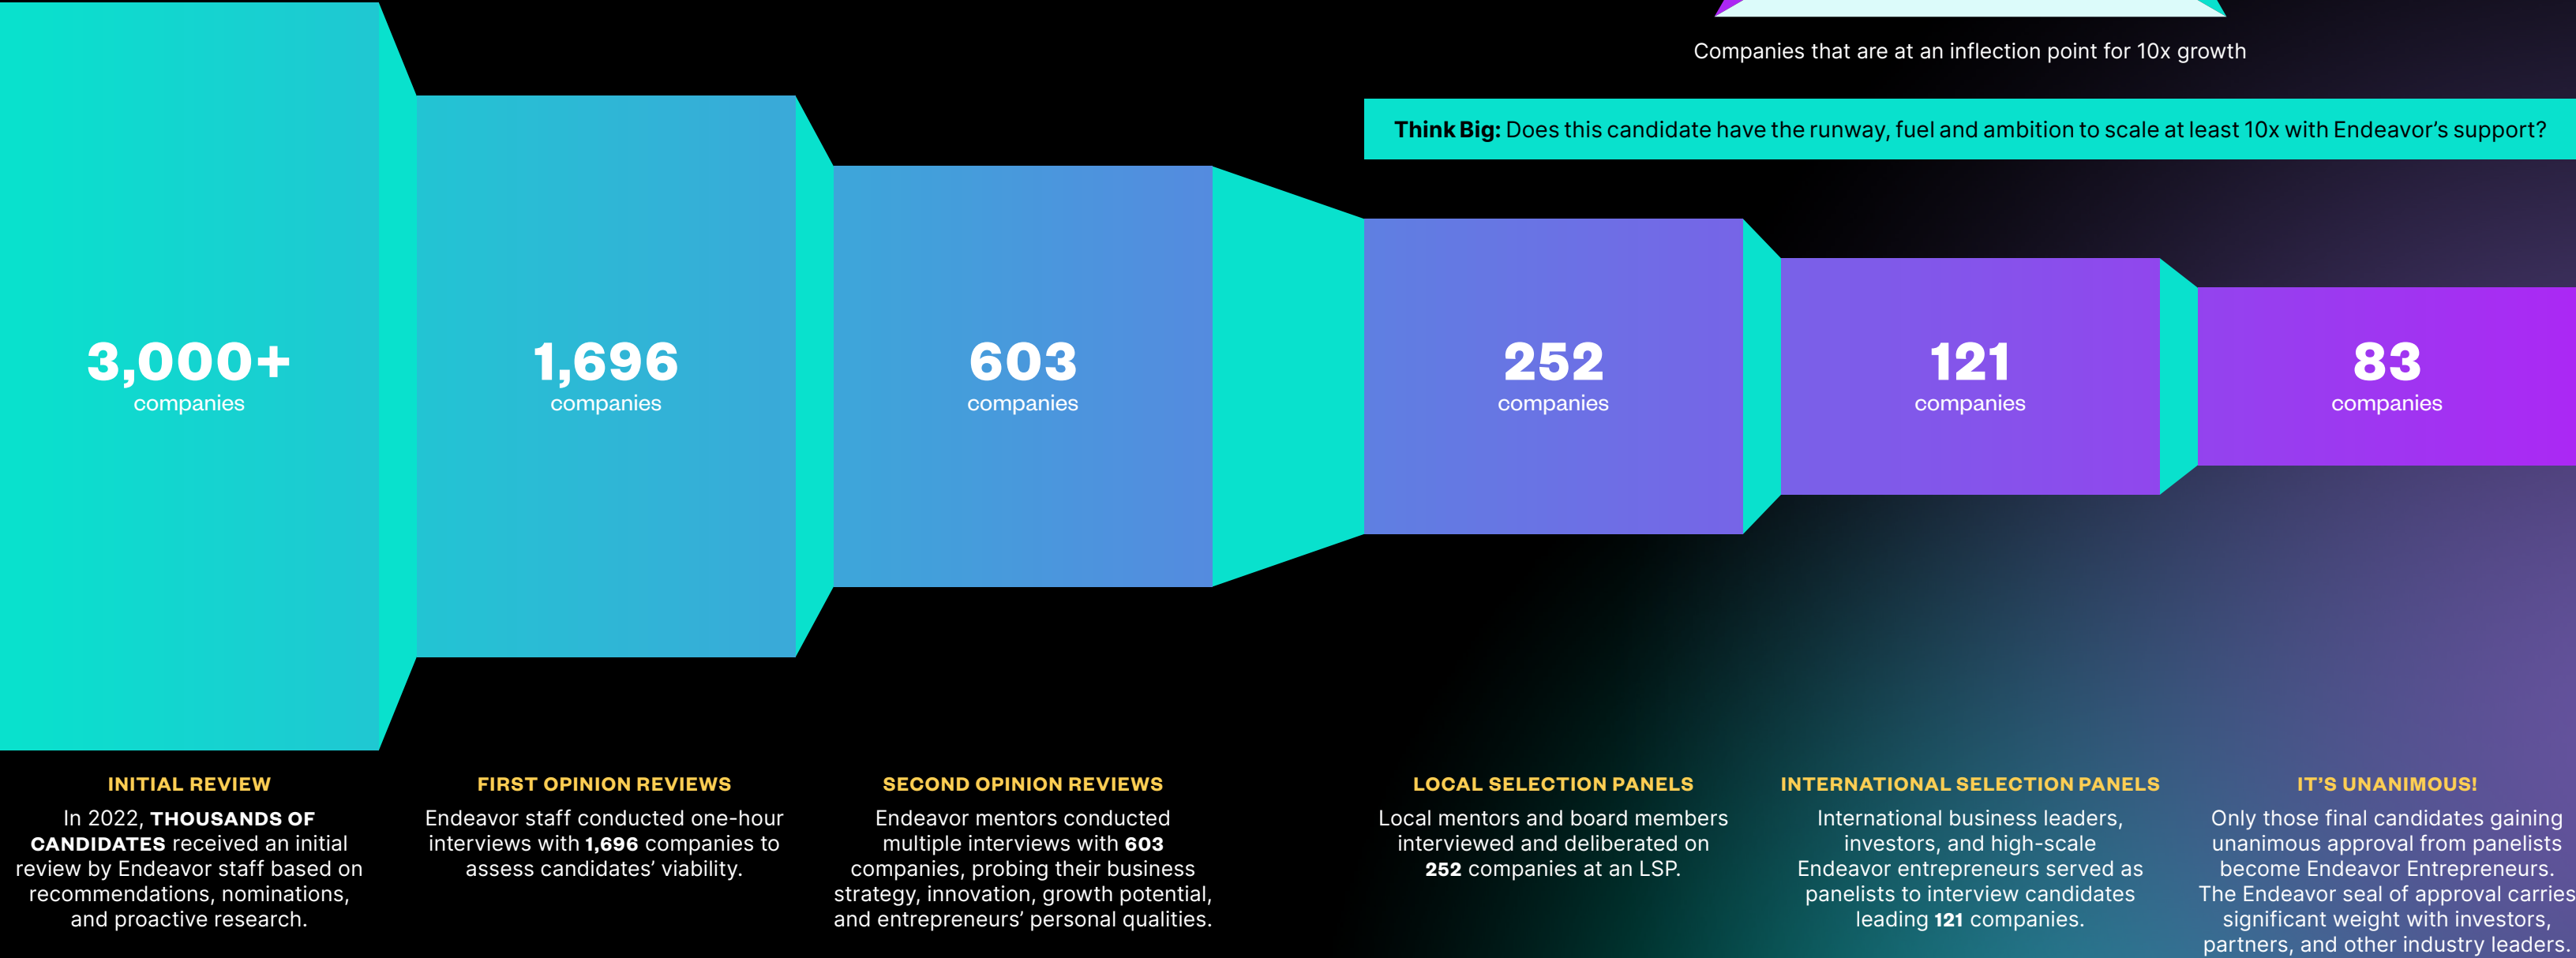 Companies that are at an inflection point for 10x growth
Think Big: Does this candidate have the runway, fuel and ambition to scale at least 10x with Endeavor’s support?
3,000+
companies
1,696
companies
603
companies
252
companies
121
companies
83
companies
INITIAL REVIEW
In 2022, THOUSANDS OF
CANDIDATES received an initial
review by Endeavor staff based on
recommendations, nominations,
and proactive research.
FIRST OPINION REVIEWS
Endeavor staff conducted one-hour
interviews with 1,696 companies to
assess candidates’ viability.
SECOND OPINION REVIEWS
Endeavor mentors conducted
multiple interviews with 603
companies, probing their business
strategy, innovation, growth potential,
and entrepreneurs’ personal qualities.
LOCAL SELECTION PANELS
Local mentors and board members
interviewed and deliberated on
252 companies at an LSP.
INTERNATIONAL SELECTION PANELS
International business leaders,
investors, and high-scale
Endeavor entrepreneurs served as
panelists to interview candidates
leading 121 companies.
IT’S UNANIMOUS!
Only those final candidates gaining
unanimous approval from panelists
become Endeavor Entrepreneurs.
The Endeavor seal of approval carries
significant weight with investors,
partners, and other industry leaders.